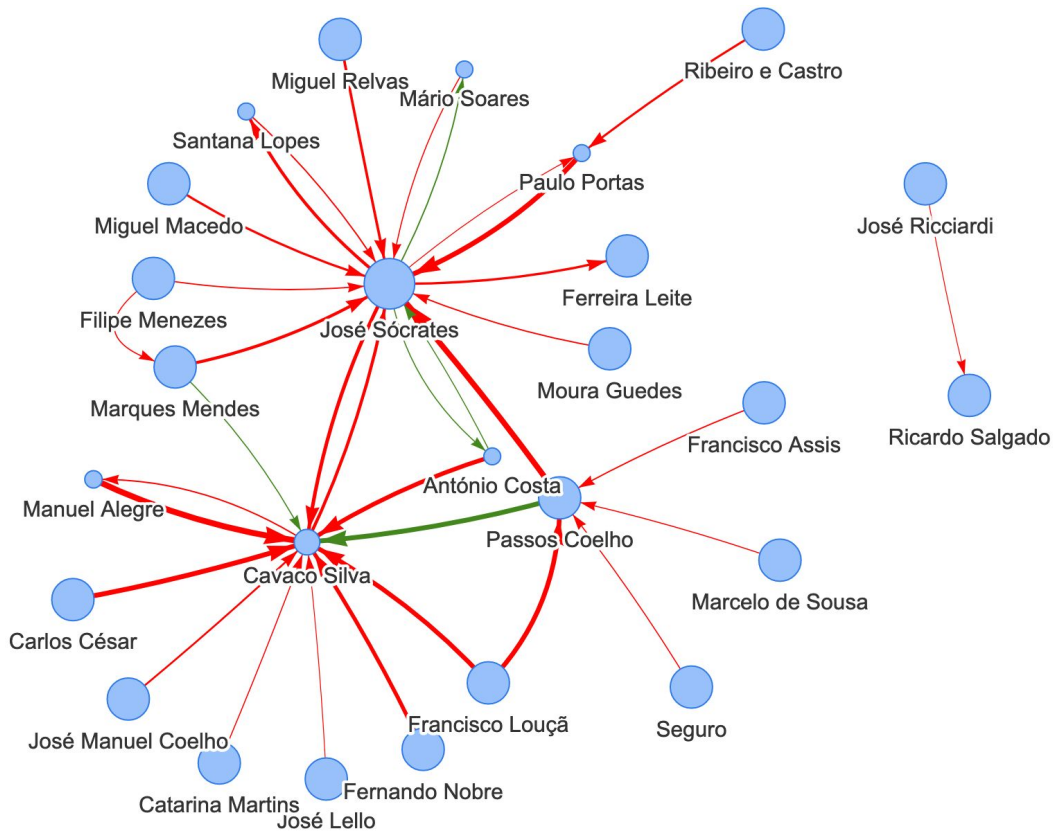 Miguel Relvas
Mário Soares
Ribeiro e Castro
Santana Lopes
Paulo Portas
Miguel Macedo
José Ricciardi
Ferreira Leite
Filipe Menezes
José Sócrates
Moura Guedes
Marques Mendes
Francisco Assis
Ricardo Salgado
António Costa
Manuel Alegre
Passos Coelho
Cavaco Silva
Marcelo de Sousa
Carlos César
Francisco Louçã
Seguro
José Manuel Coelho
Fernando Nobre
Catarina Martins
José Lello